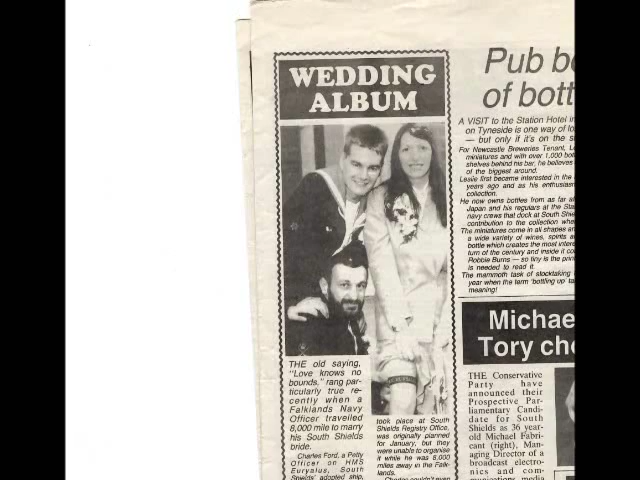 WEDDING
ALBUM
THE old saying,
"Love knows no
bounds," rang par-
ticularly true re-
cently when a
Falklands Navy
Officer travelled
8,000 mile to marry
his South Shields
bride.
Charles Ford, a Petty
Officer on HMS
Euryalus, South
Shields' adopted ship,
took place at South
Shields Registry Office,
was originally planned
for January, but they
were unable to organise
it while he was 8,000
miles away in the Falk-
lands.
Charles couldn't even
Pub
of bott
A VISIT to the Station Hotel in
on Tyneside is one way of
— but only if it's on the
For Newcastle Breweries Tenant,
miniatures and with over 1,000
shelves behind his bar, he believes
of the biggest around.
Leslie first became interested in the
years ago and as his enthusiasm
collection.
He now owns bottles from as far
Japan and his regulars at the
navy crews that dock at South
contribution to the collection
The miniatures come in all shapes
a wide variety of wines, spirits
bottle which creates the most
turn of the century and inside it
Robbie Burns — so tiny is the
is needed to read it.
The mammoth task of stocktaking
year when the term 'bottling up'
meaning!
Michae
Tory
THE Conservative
Party have
announced their
Prospective Par-
liamentary Candi-
date for South
Shields as 36 year-
old Michael Fabri-
cant (right), Man-
aging Director of a
broadcast electro-
nics and com-
munications media